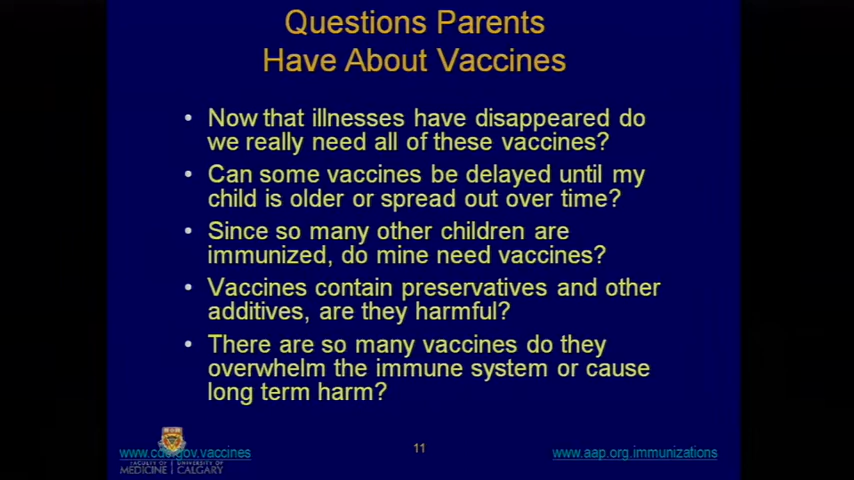 Questions Parents
Have About Vaccines
• Now that illnesses have disappeared do
we really need all of these vaccines?
• Can some vaccines be delayed until my
child is older or spread out over time?
• Since so many other children are
immunized, do mine need vaccines?
• Vaccines contain preservatives and other
additives, are they harmful?
• There are so many vaccines do they
overwhelm the immune system or cause
long term harm?
www.cdc.gov.vaccines
FACULTY OF MEDICINE | UNIVERSITY OF CALGARY
11
www.aap.org.immunizations